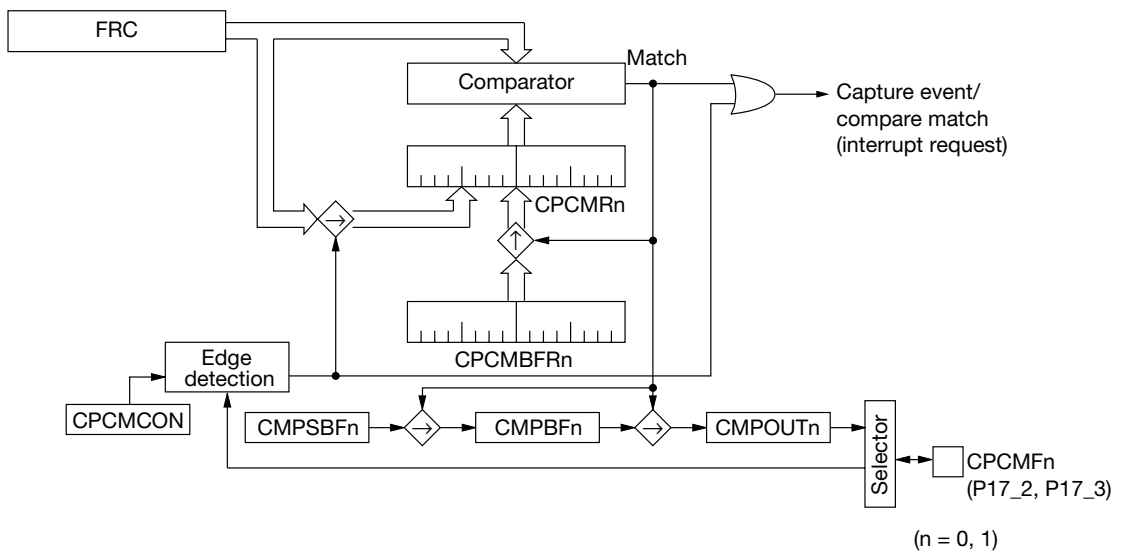 FRC
Match
Comparator
Capture event/
compare match
(interrupt request)
CPCMRn
CPCMBFRn
Edge
detection
CPCMCON
CMPSBFn
CMPBFn
CMPOUTn
Selector
CPCMFn
(P17_2, P17_3)
(n = 0, 1)